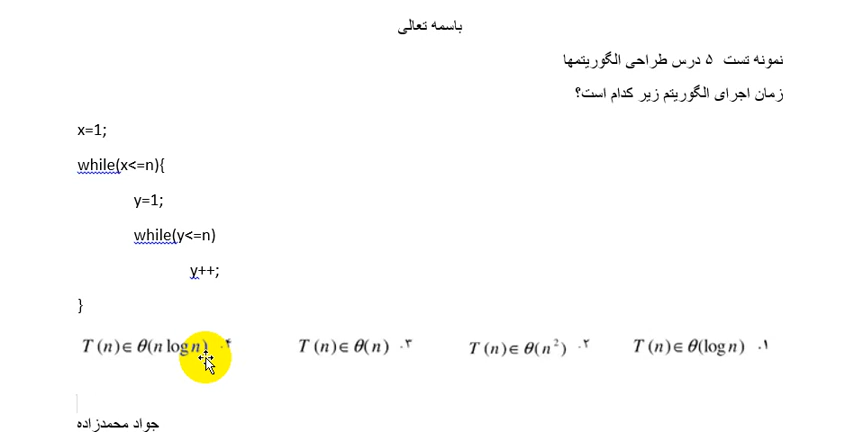 باسمه تعالی
نمونه تست ۵ درس طراحی الگوریتمها
زمان اجرای الگوریتم زیر کدام است؟
x=1;
while(x<=n){
y=1;
while(y<=n)
y++;
}
۱. T (n)∈ θ(log n) ۲. T (n)∈ θ(n²) ۳. T (n)∈ θ(n) ۴. T (n)∈ θ(n log n)
جواد محمدزاده